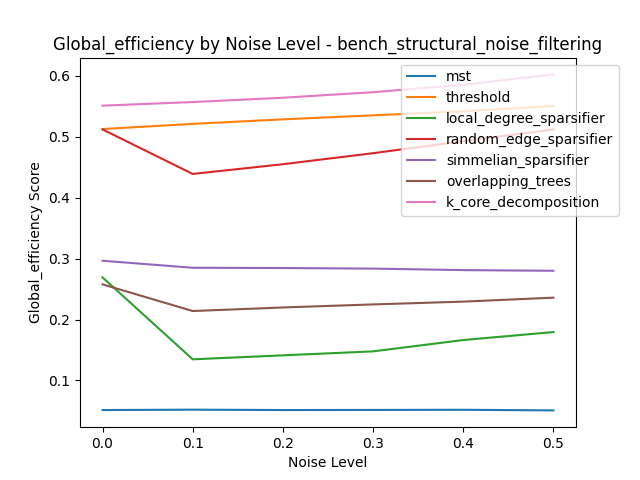 Global_efficiency by Noise Level - bench_structural_noise_filtering
Global_efficiency Score
0.6
0.5
0.4
0.3
0.2
0.1
mst
threshold
local_degree_sparsifier
random_edge_sparsifier
simmelian_sparsifier
overlapping_trees
k_core_decomposition
0.0 0.1 0.2 0.3 0.4 0.5
Noise Level